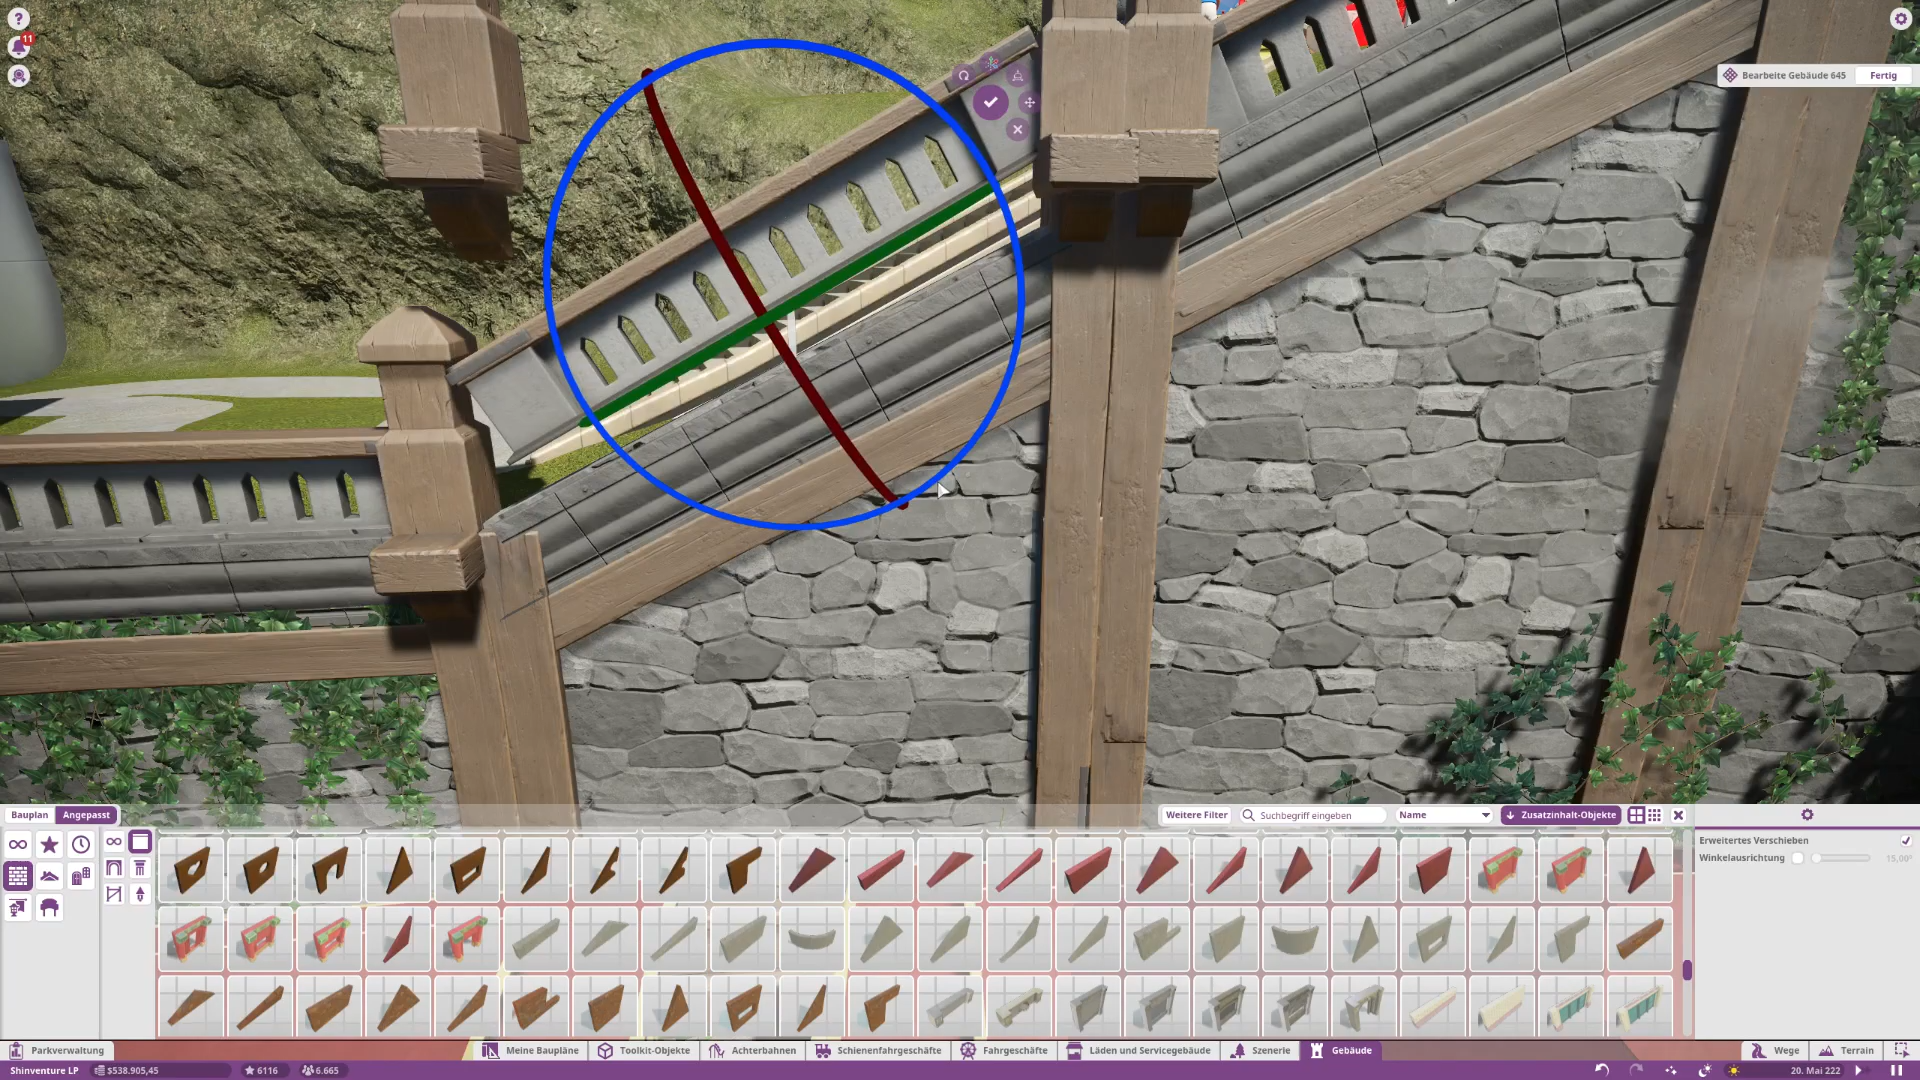 ?
11
Bearbeite Gebäude 645
Fertig
Bauplan
Angepasst
Weitere Filter
Suchbegriff eingeben
Name
Zusatzinhalt-Objekte
Erweitertes Verschieben
Winkelausrichtung
15,00°
Parkverwaltung
Meine Baupläne
Toolkit-Objekte
Achterbahnen
Schienenfahrgeschäfte
Fahrgeschäfte
Läden und Servicegebäude
Szenerie
Gebäude
Wege
Terrain
Shinventure LP
$538.905,45
6116
6.665
20. Mai 222